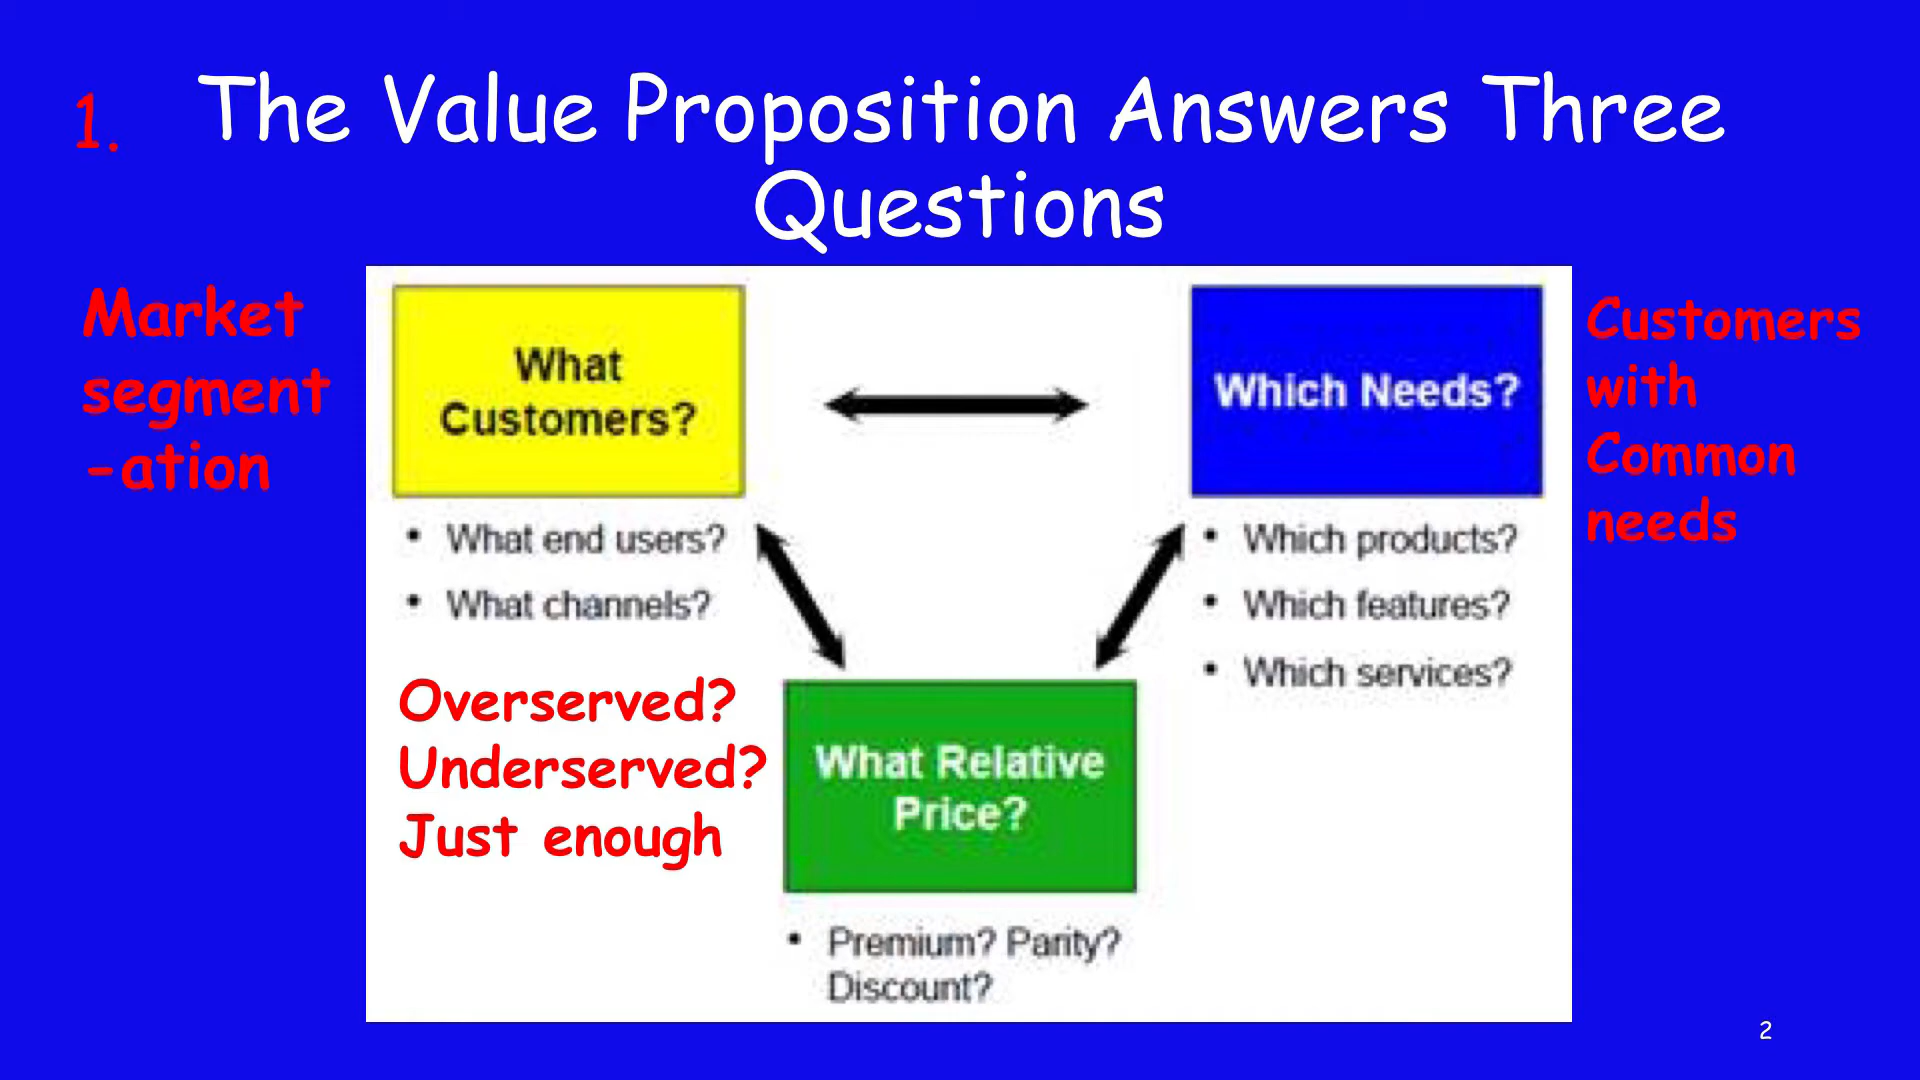 1.
The Value Proposition Answers Three
Questions
Market
segment
-ation
What
Customers?
• What end users?
• What channels?
Which Needs?
• Which products?
• Which features?
• Which services?
Customers
with
Common
needs
Overserved?
Underserved?
Just enough
What Relative
Price?
• Premium? Parity?
Discount?
2